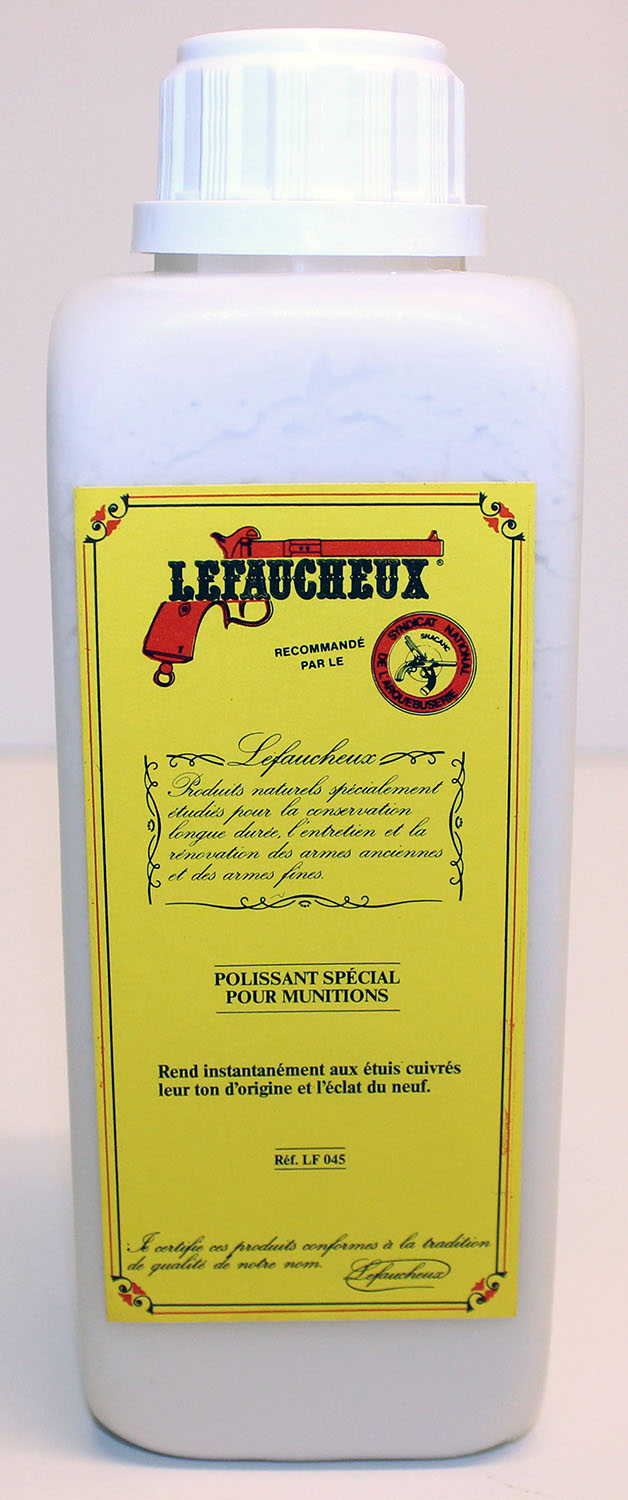 LEFAUCHEUX®
RECOMMANDÉ
PAR LE
SYNDICAT NATIONAL
DE L'ARQUEBUSERIE
SNACAHC
Lefaucheux
Produits naturels spécialement
étudiés pour la conservation
longue durée, l'entretien et la
rénovation des armes anciennes
et des armes fines.
POLISSANT SPÉCIAL
POUR MUNITIONS
Rend instantanément aux étuis cuivrés
leur ton d'origine et l'éclat du neuf.
Réf. LF 045
Je certifie ces produits conformes à la tradition
de qualité de notre nom. Lefaucheux